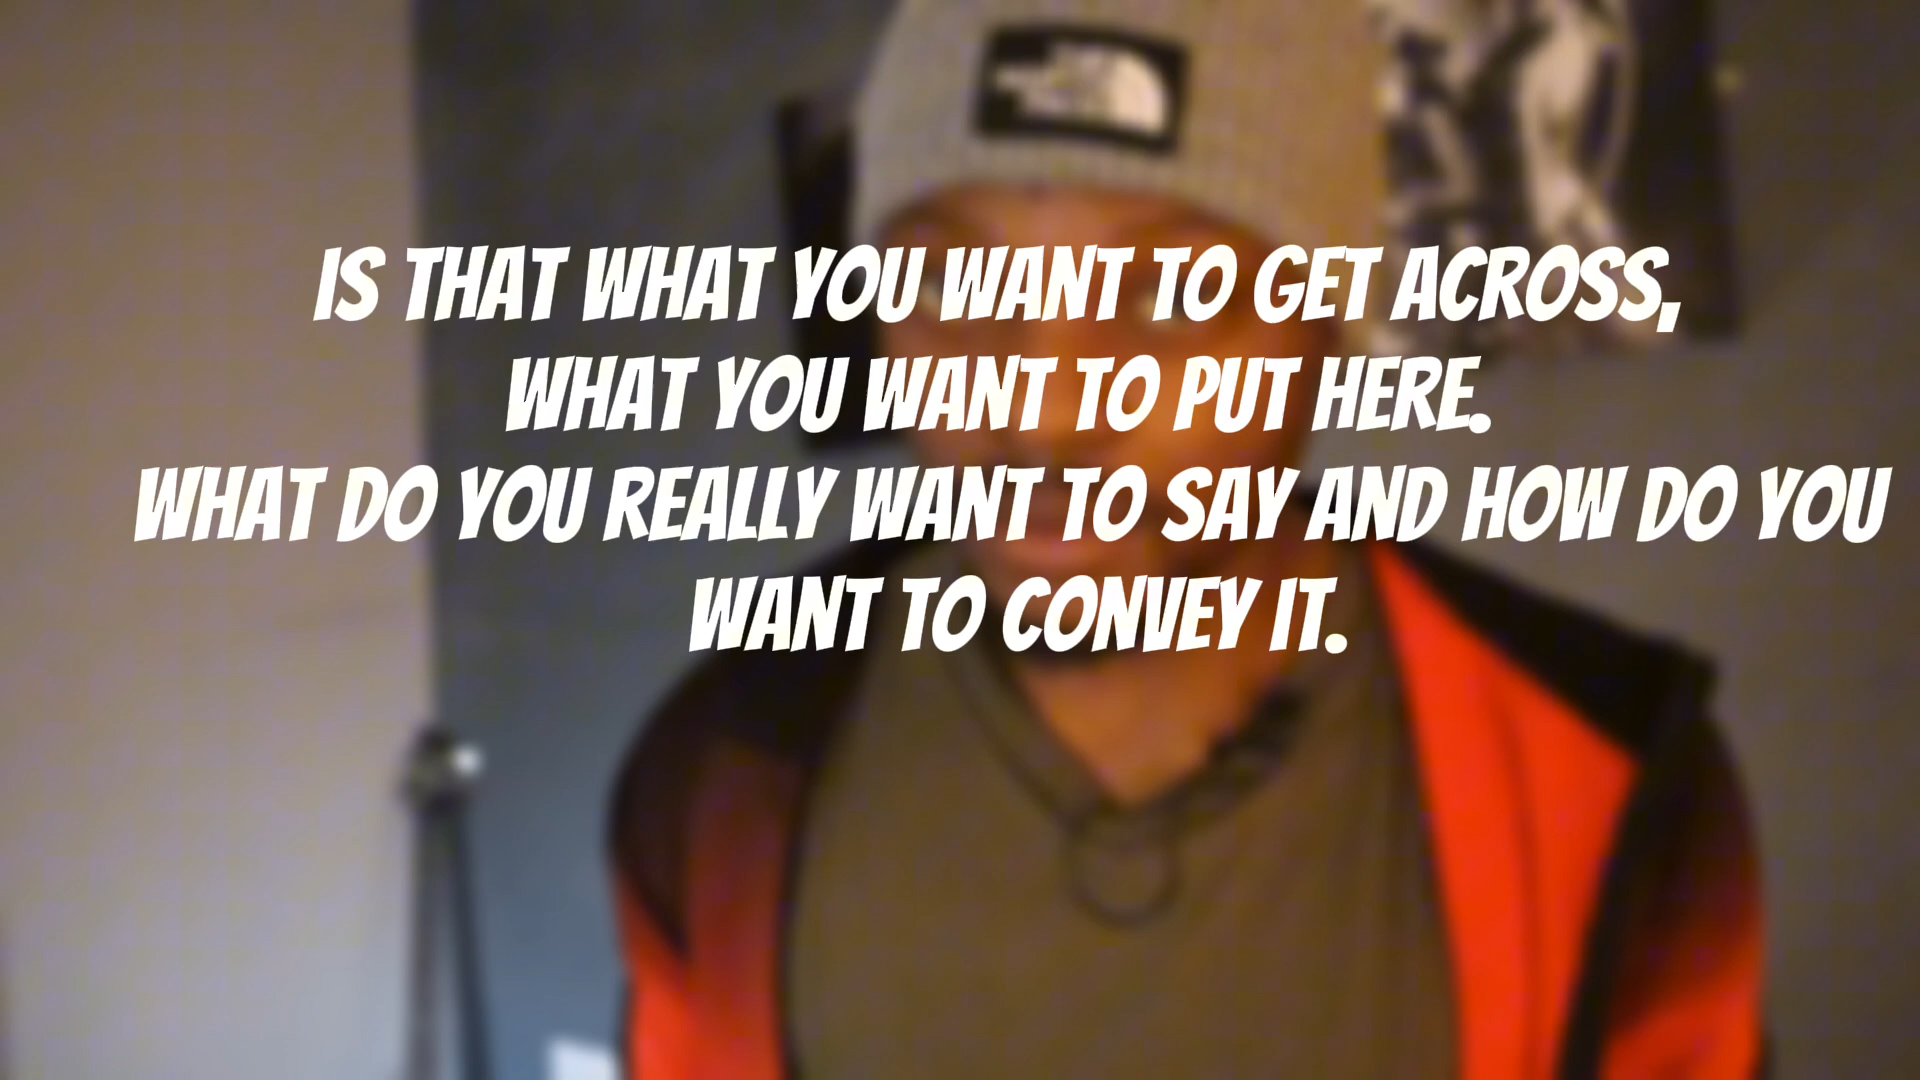 IS THAT WHAT YOU WANT TO GET ACROSS,
WHAT YOU WANT TO PUT HERE.
WHAT DO YOU REALLY WANT TO SAY AND HOW DO YOU
WANT TO CONVEY IT.